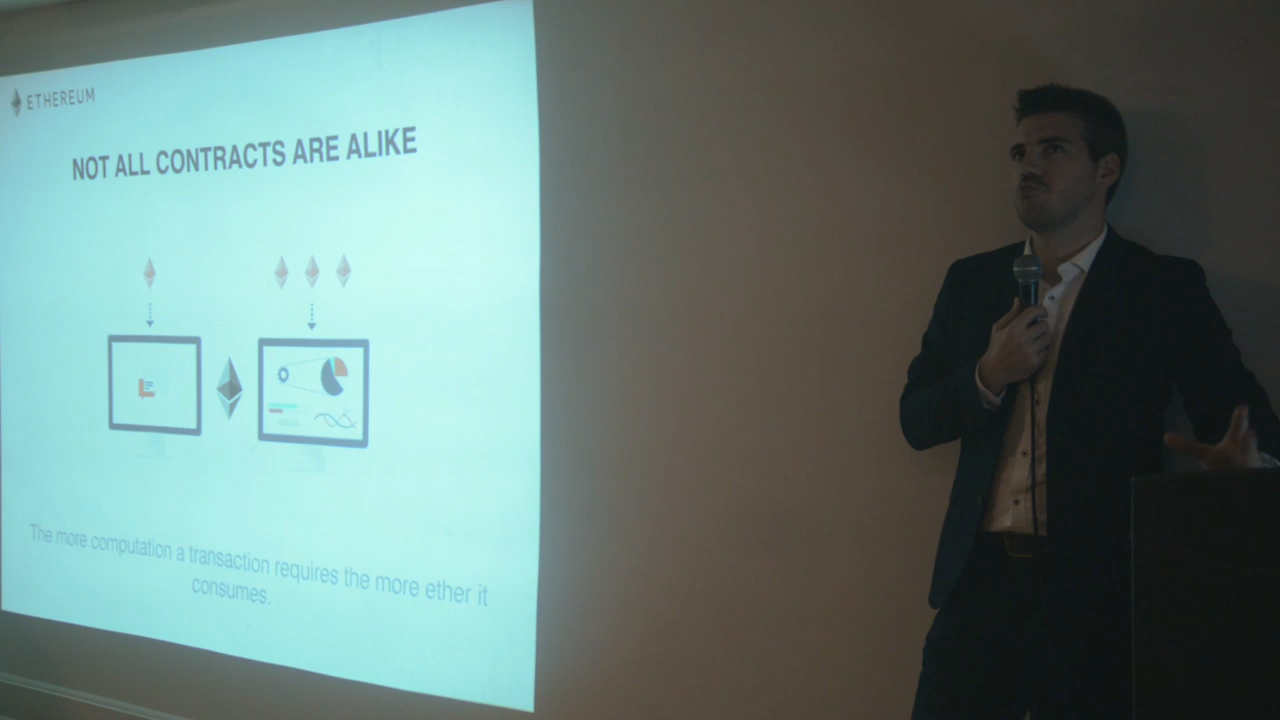 ETHEREUM
NOT ALL CONTRACTS ARE ALIKE
The more computation a transaction requires the more ether it
consumes.